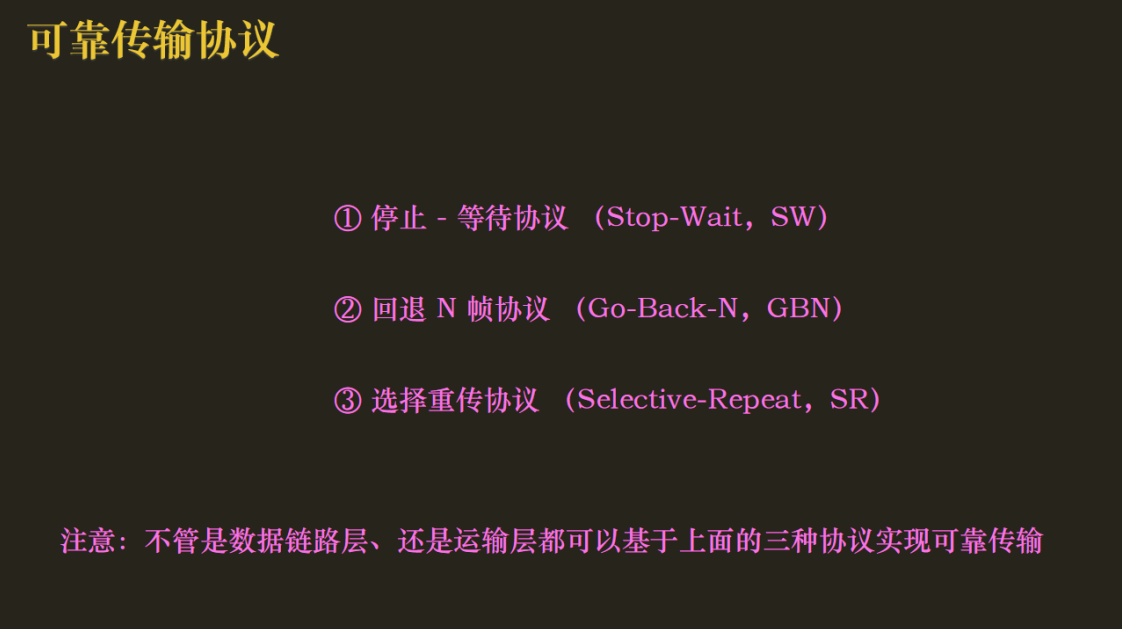 可靠传输协议
① 停止 - 等待协议 （Stop-Wait，SW）
② 回退 N 帧协议 （Go-Back-N，GBN）
③ 选择重传协议 （Selective-Repeat，SR）
注意：不管是数据链路层、还是运输层都可以基于上面的三种协议实现可靠传输